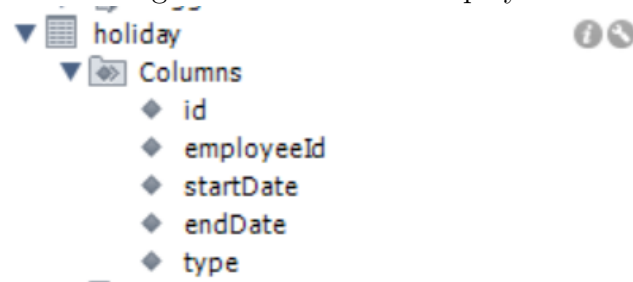 holiday
Columns
id
employeeId
startDate
endDate
type